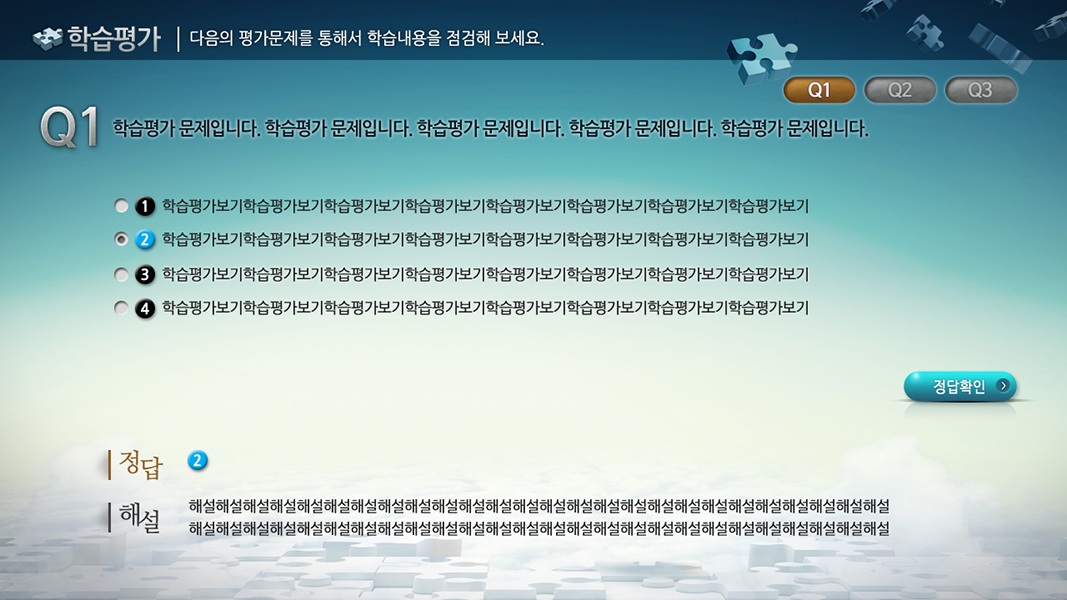 학습평가 | 다음의 평가문제를 통해서 학습내용을 점검해 보세요.
Q1 Q2 Q3
Q1 학습평가 문제입니다. 학습평가 문제입니다. 학습평가 문제입니다. 학습평가 문제입니다. 학습평가 문제입니다.
1 학습평가보기학습평가보기학습평가보기학습평가보기학습평가보기학습평가보기학습평가보기학습평가보기
2 학습평가보기학습평가보기학습평가보기학습평가보기학습평가보기학습평가보기학습평가보기학습평가보기
3 학습평가보기학습평가보기학습평가보기학습평가보기학습평가보기학습평가보기학습평가보기학습평가보기
4 학습평가보기학습평가보기학습평가보기학습평가보기학습평가보기학습평가보기학습평가보기학습평가보기
정답확인
정답 2
해설 해설해설해설해설해설해설해설해설해설해설해설해설해설해설해설해설해설해설해설해설해설해설해설해설해설해설
해설해설해설해설해설해설해설해설해설해설해설해설해설해설해설해설해설해설해설해설해설해설해설해설해설해설